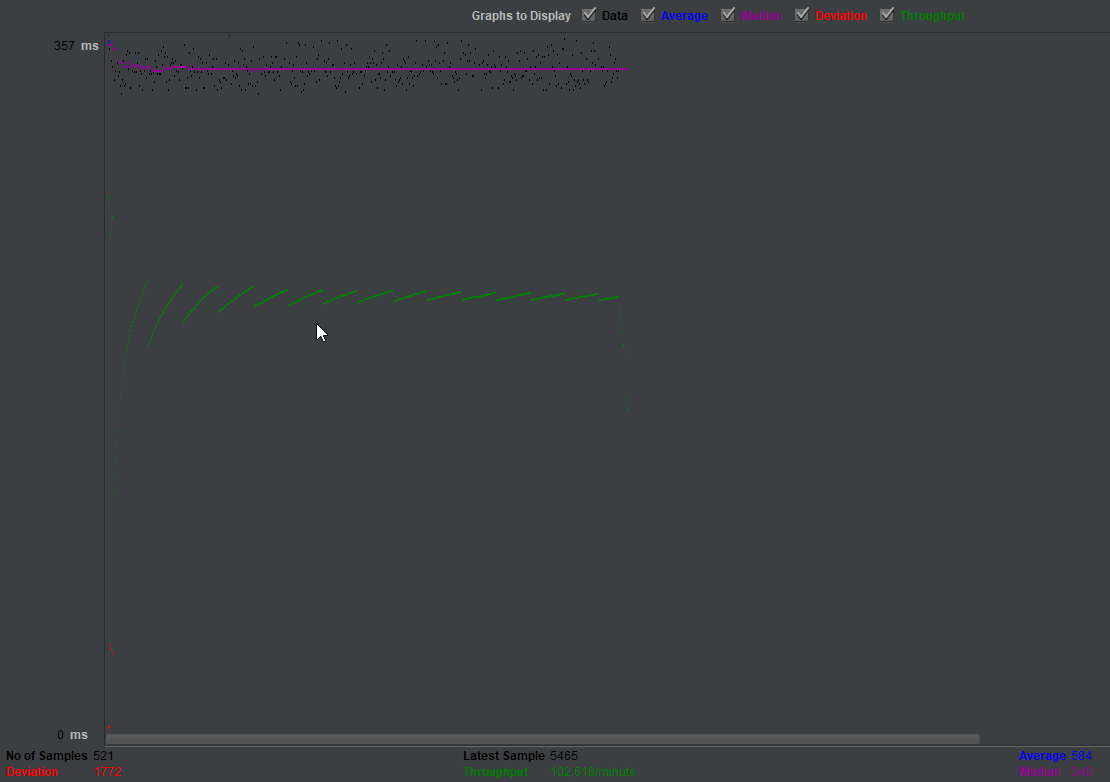 Graphs to Display Data Average Median Deviation Throughput
357 ms
0 ms
No of Samples 521 Latest Sample 5465 Average 584
Deviation 1772 Throughput 102.618/minute Median